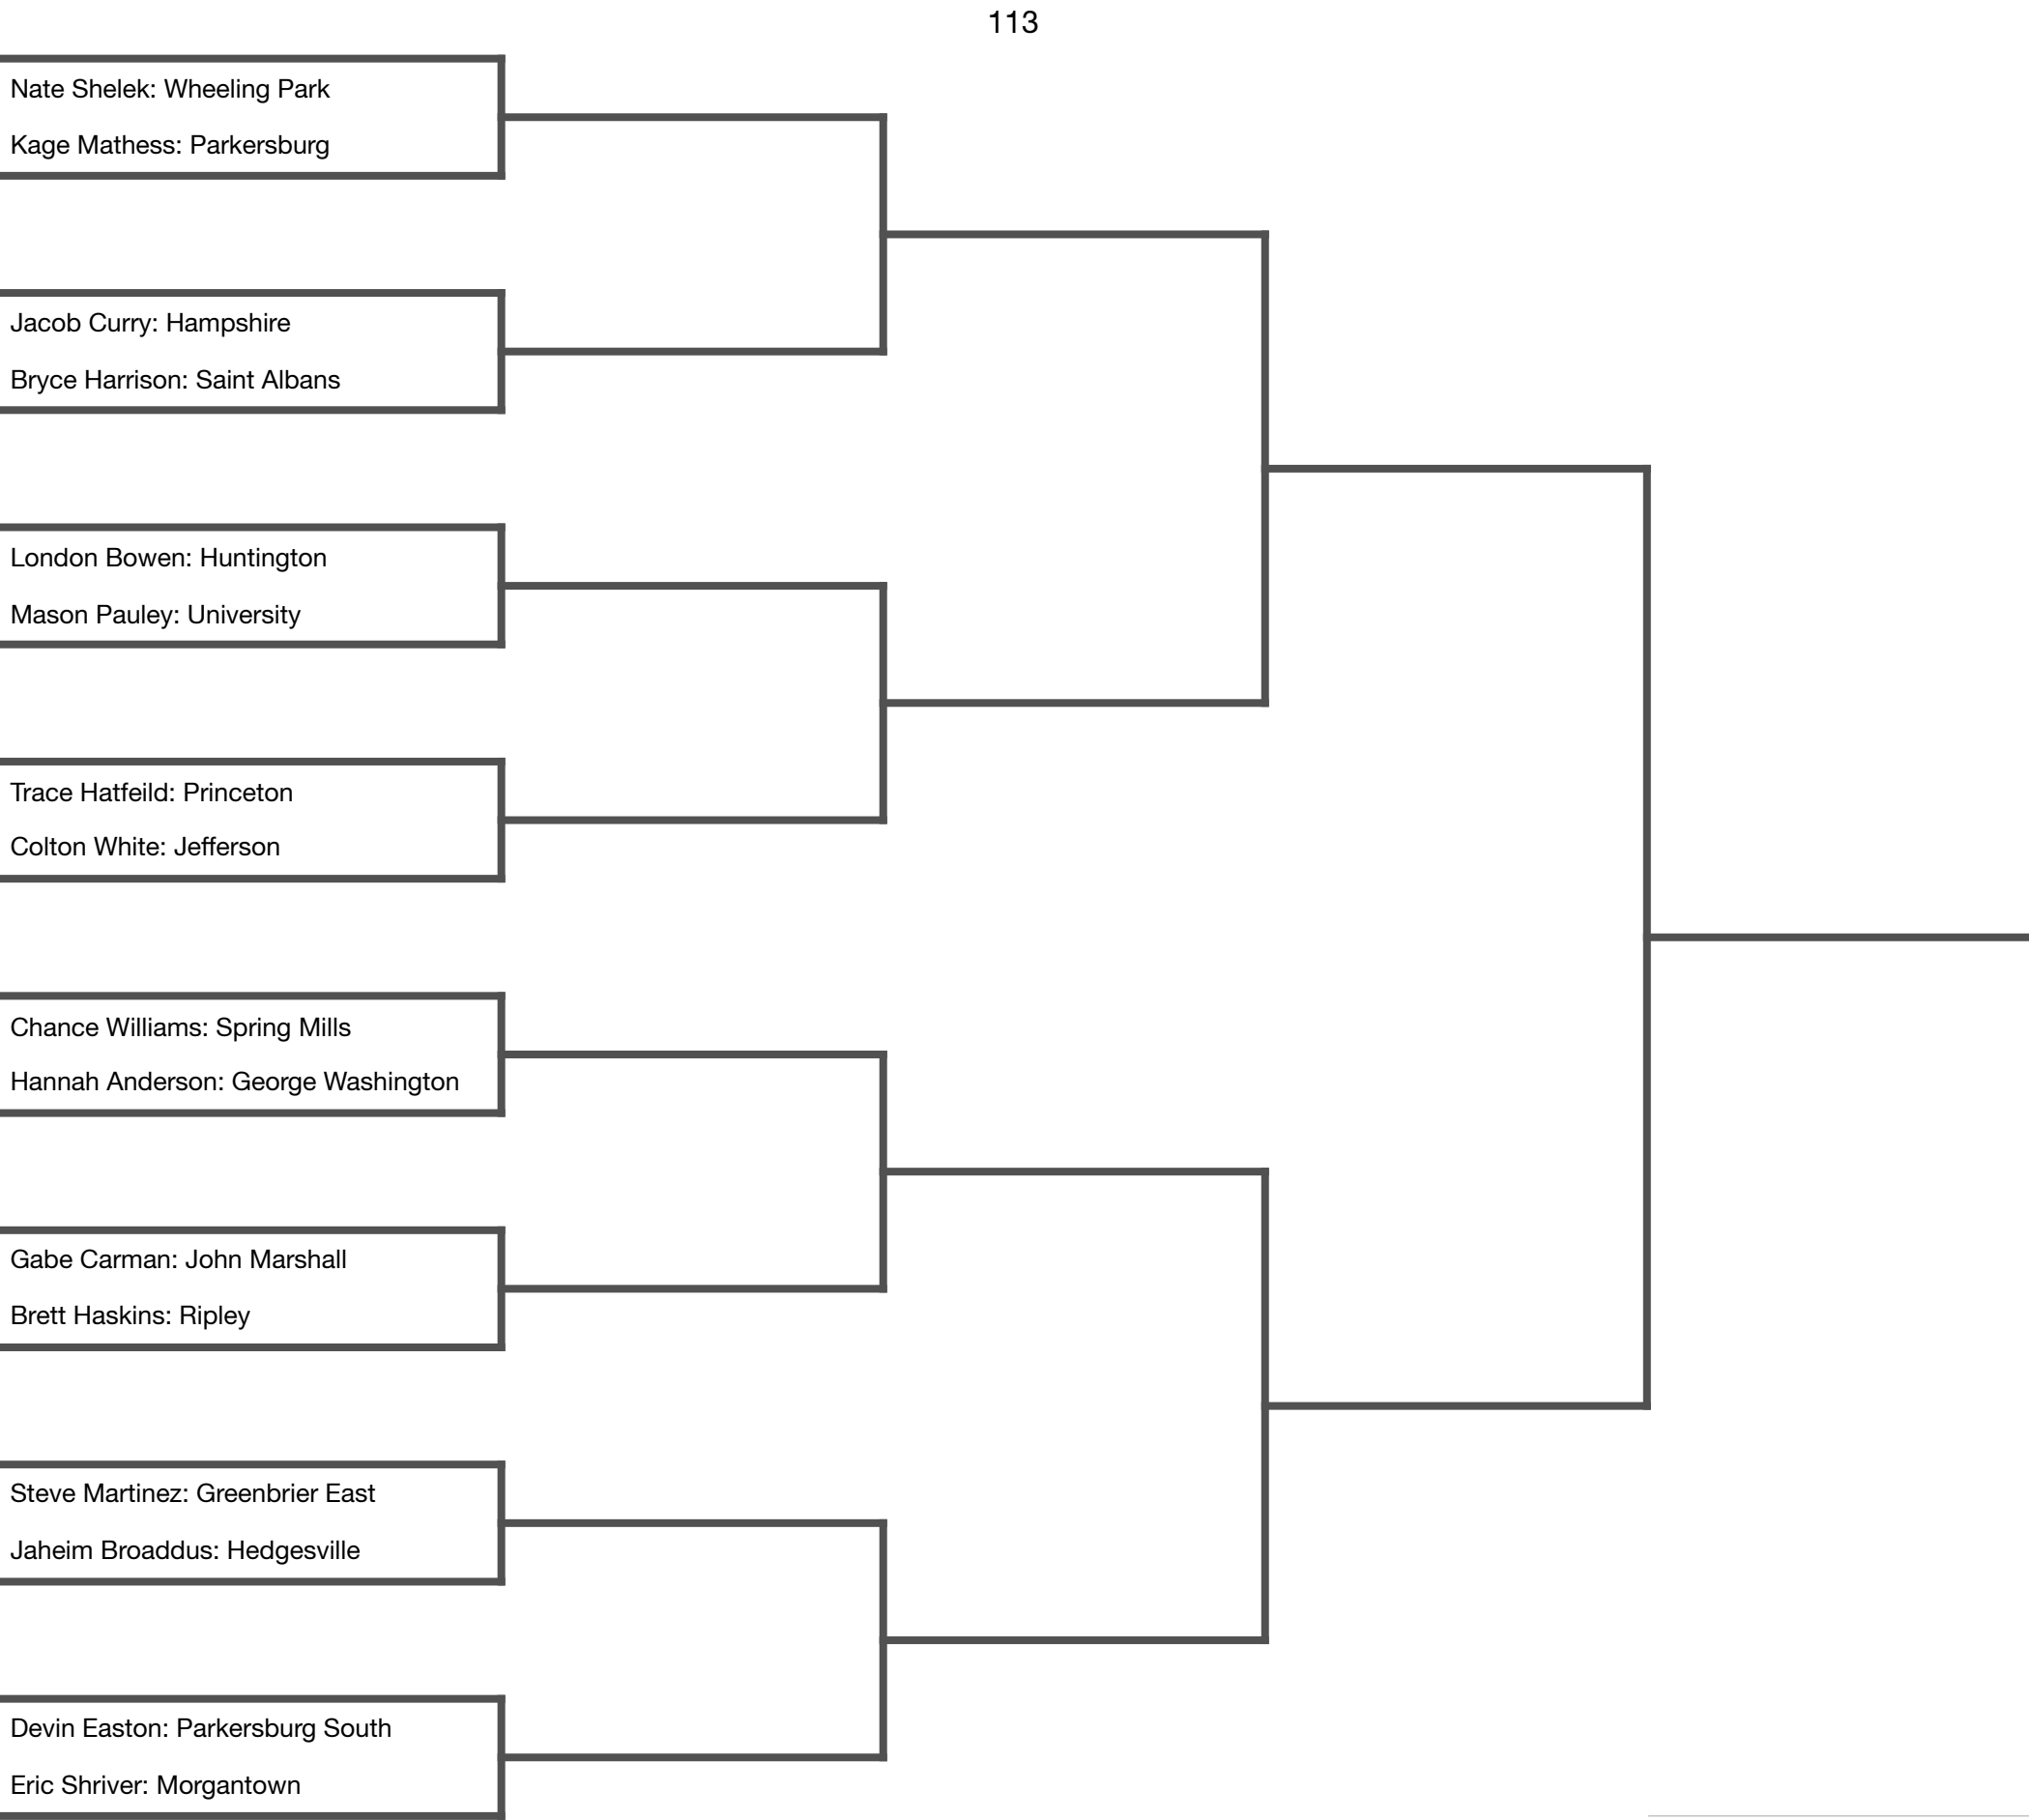 113
Nate Shelek: Wheeling Park
Kage Mathess: Parkersburg
Jacob Curry: Hampshire
Bryce Harrison: Saint Albans
London Bowen: Huntington
Mason Pauley: University
Trace Hatfeild: Princeton
Colton White: Jefferson
Chance Williams: Spring Mills
Hannah Anderson: George Washington
Gabe Carman: John Marshall
Brett Haskins: Ripley
Steve Martinez: Greenbrier East
Jaheim Broaddus: Hedgesville
Devin Easton: Parkersburg South
Eric Shriver: Morgantown